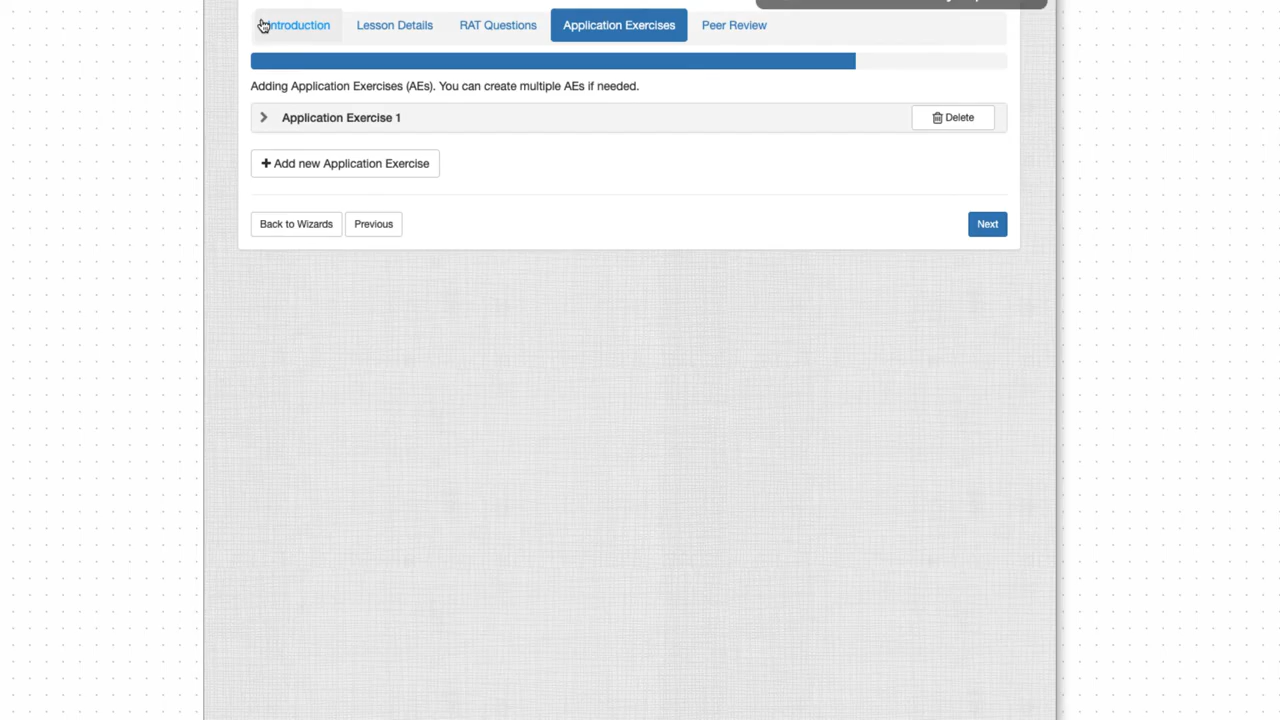 Introduction Lesson Details RAT Questions Application Exercises Peer Review
Adding Application Exercises (AEs). You can create multiple AEs if needed.
Application Exercise 1 Delete
Add new Application Exercise
Back to Wizards Previous Next